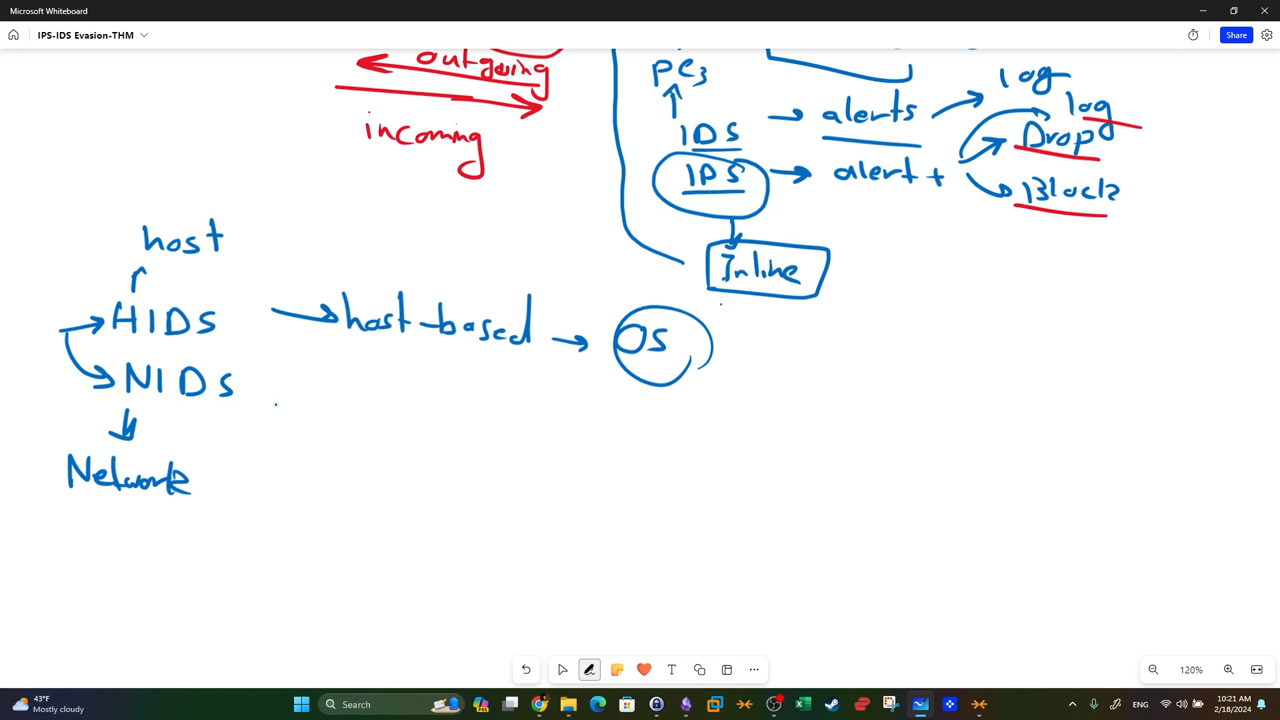 Microsoft Whiteboard
IPS-IDS Evasion-THM
Share
outgoing
incoming
PC3
IDS
alerts
log
log
Drop
IPS
alert +
Block
Inline
host
HIDS
host-based
OS
NIDS
Network
120%
43°F
Mostly cloudy
Search
ENG
10:21 AM
2/18/2024